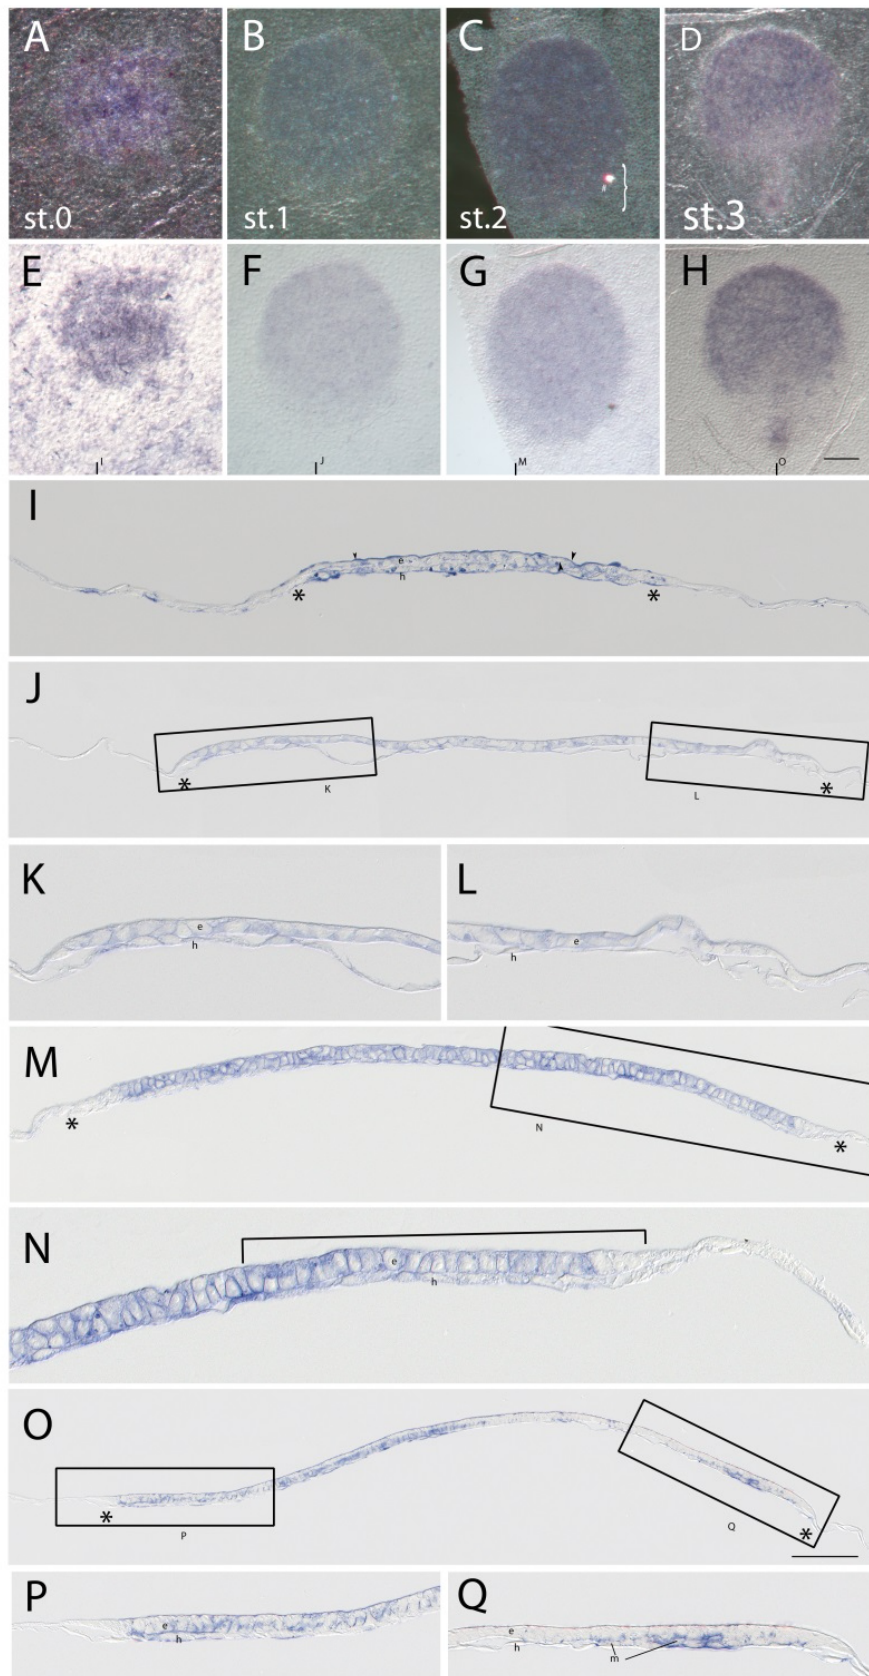 A B C D
st.0 st.1 st.2 st.3
E F G H
I J M O
I
e
h
* *
J
* *
K L
K L
e e
h h
M
* *
N
N
e
h
O
* *
P Q
P Q
e e
h h
m